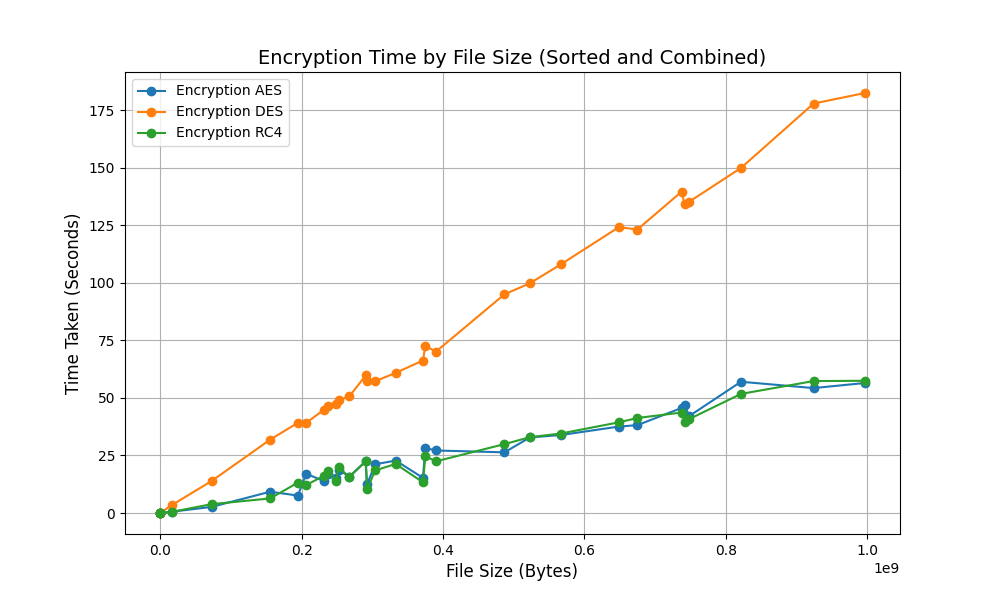 Encryption Time by File Size (Sorted and Combined)
Encryption AES
Encryption DES
Encryption RC4
Time Taken (Seconds)
175
150
125
100
75
50
25
0
0.0 0.2 0.4 0.6 0.8 1.0
1e9
File Size (Bytes)